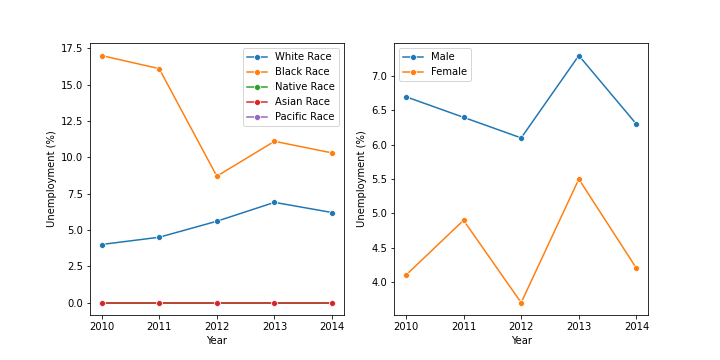 17.5
15.0
12.5
10.0
7.5
5.0
2.5
0.0
Unemployment (%)
2010 2011 2012 2013 2014
Year
White Race
Black Race
Native Race
Asian Race
Pacific Race
7.0
6.5
6.0
5.5
5.0
4.5
4.0
Unemployment (%)
2010 2011 2012 2013 2014
Year
Male
Female